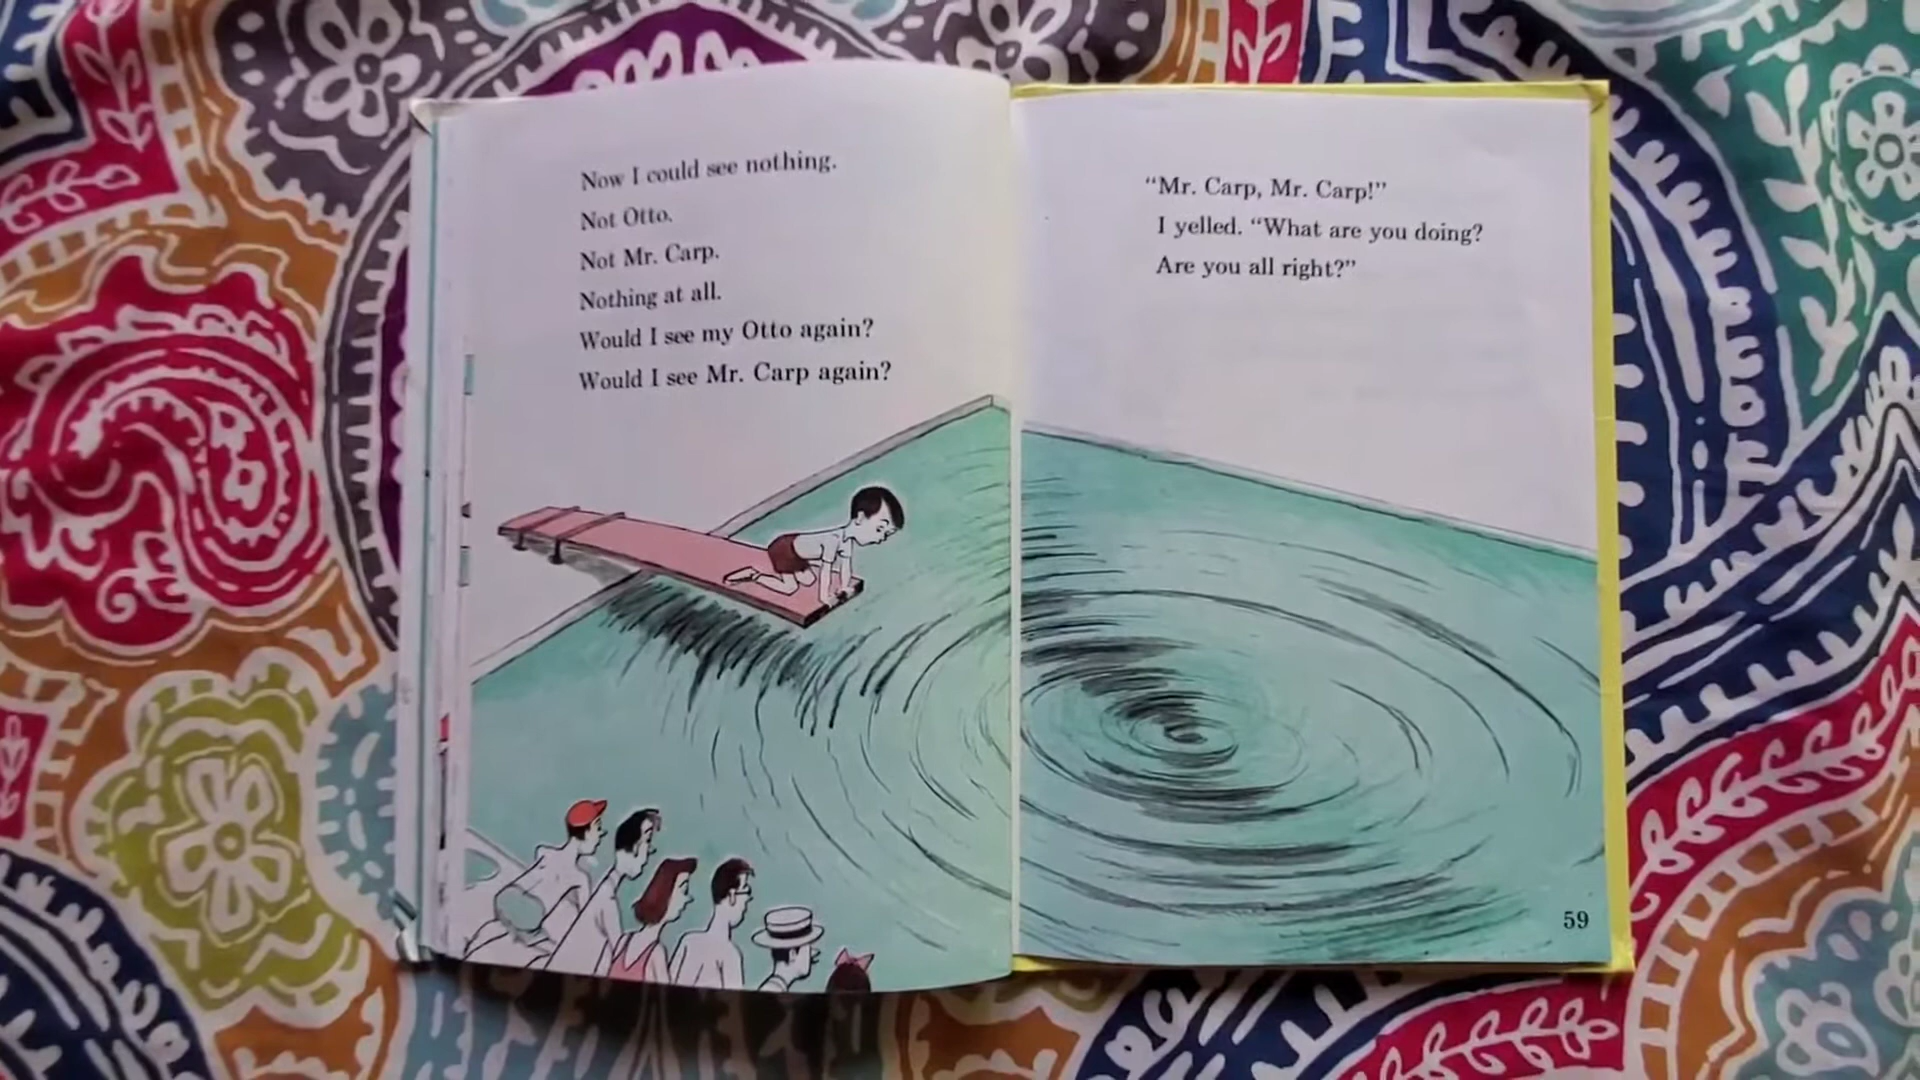 Now I could see nothing.
Not Otto.
Not Mr. Carp.
Nothing at all.
Would I see my Otto again?
Would I see Mr. Carp again?
“Mr. Carp, Mr. Carp!”
I yelled. “What are you doing?
Are you all right?”
59